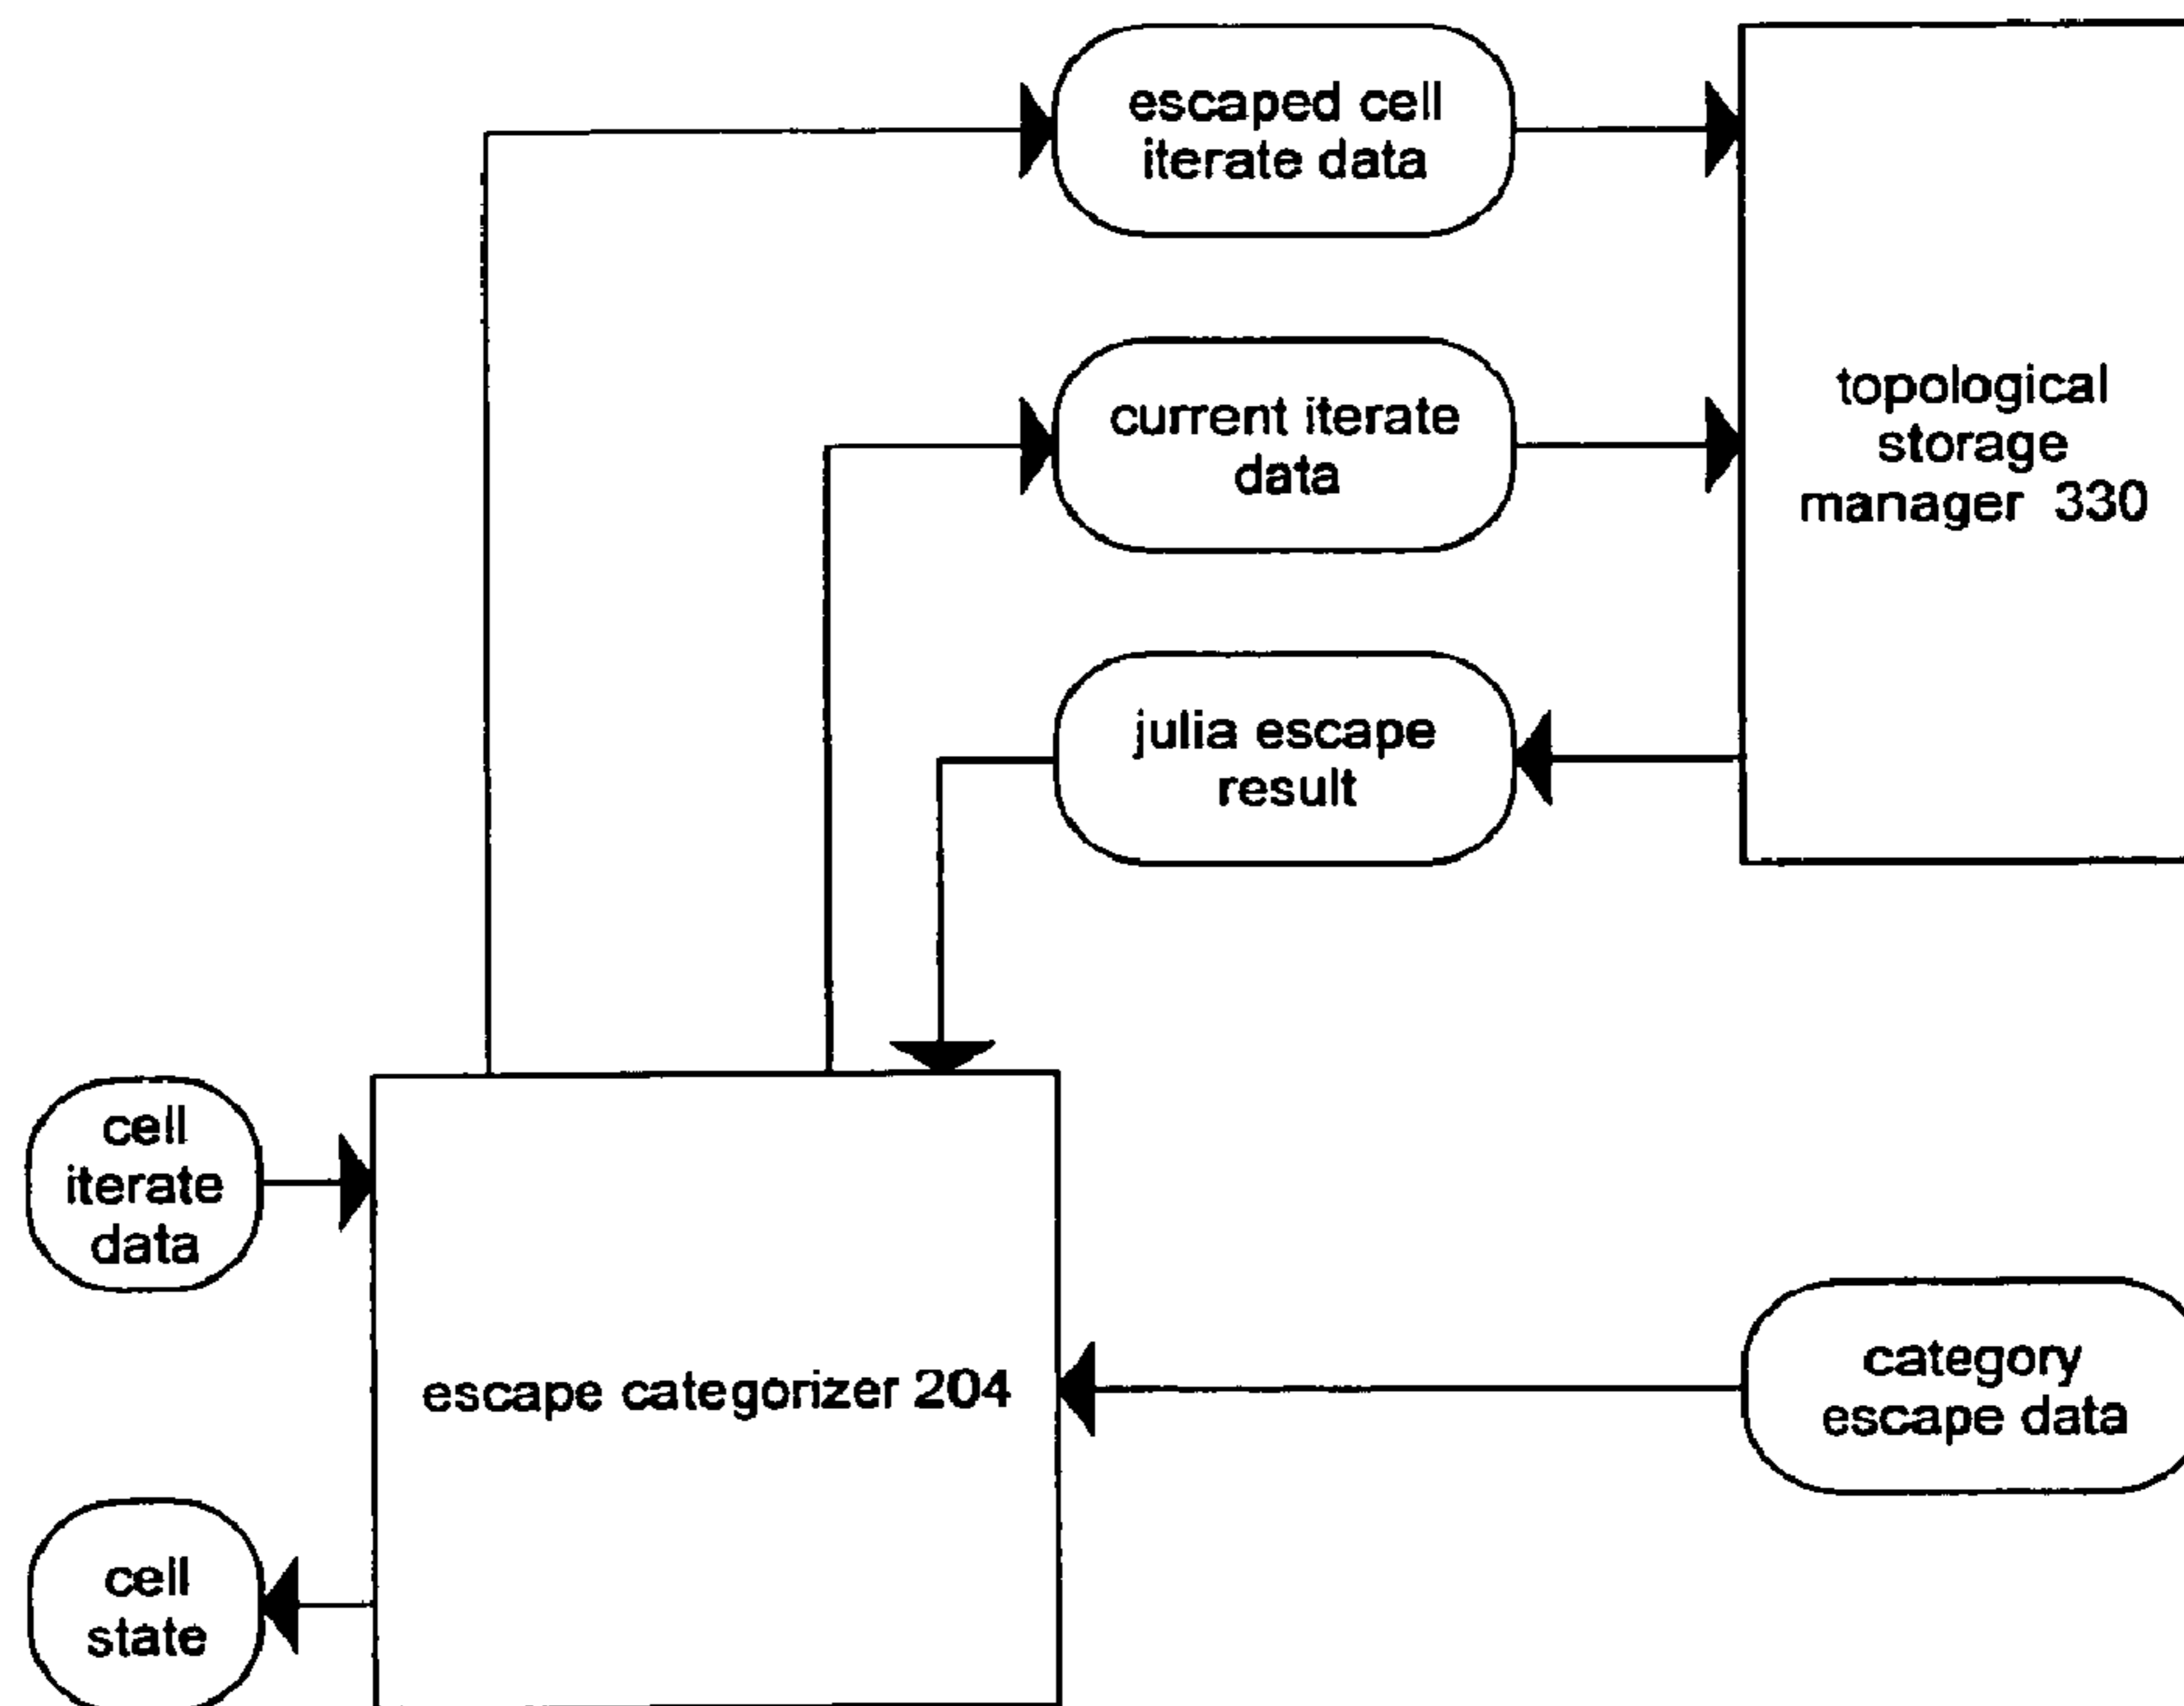 escaped cell
iterate data
current iterate
data
topological
storage
manager 330
julia escape
result
cell
iterate
data
escape categorizer 204
category
escape data
cell
state